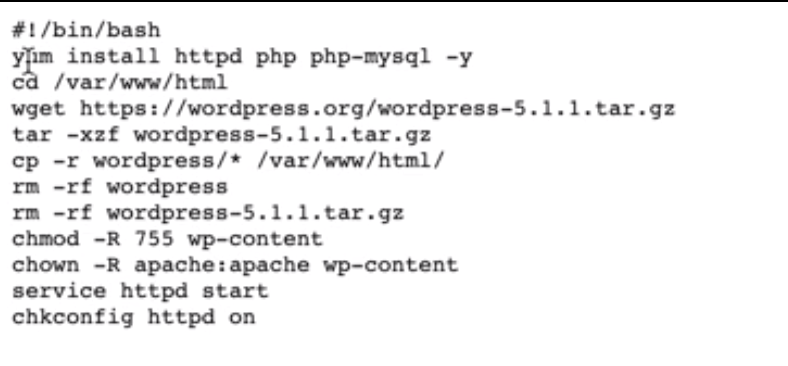 #!/bin/bash
yum install httpd php php-mysql -y
cd /var/www/html
wget https://wordpress.org/wordpress-5.1.1.tar.gz
tar -xzf wordpress-5.1.1.tar.gz
cp -r wordpress/* /var/www/html/
rm -rf wordpress
rm -rf wordpress-5.1.1.tar.gz
chmod -R 755 wp-content
chown -R apache:apache wp-content
service httpd start
chkconfig httpd on